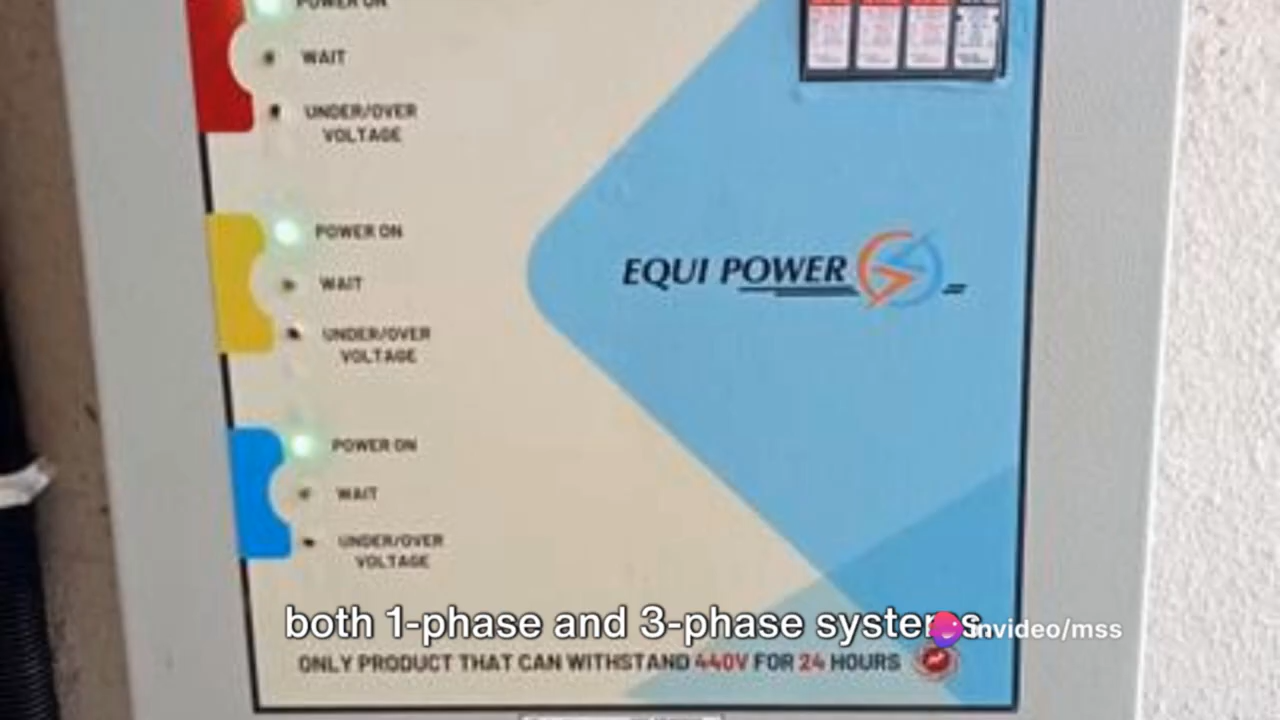 POWER ON
WAIT
UNDER/OVER
VOLTAGE
POWER ON
WAIT
UNDER/OVER
VOLTAGE
EQUI POWER
POWER ON
WAIT
UNDER/OVER
VOLTAGE
both 1-phase and 3-phase systems.
invideo/mss
ONLY PRODUCT THAT CAN WITHSTAND 440V FOR 24 HOURS